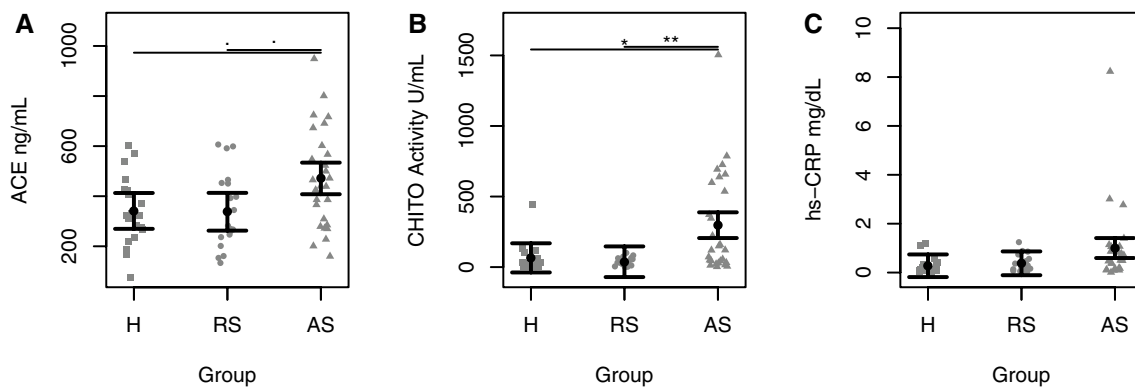 A
ACE ng/mL
1000
600
200
.
.
H RS AS
Group
B
CHITO Activity U/mL
1500
1000
500
0
*
**
H RS AS
Group
C
hs−CRP mg/dL
10
8
6
4
2
0
H RS AS
Group